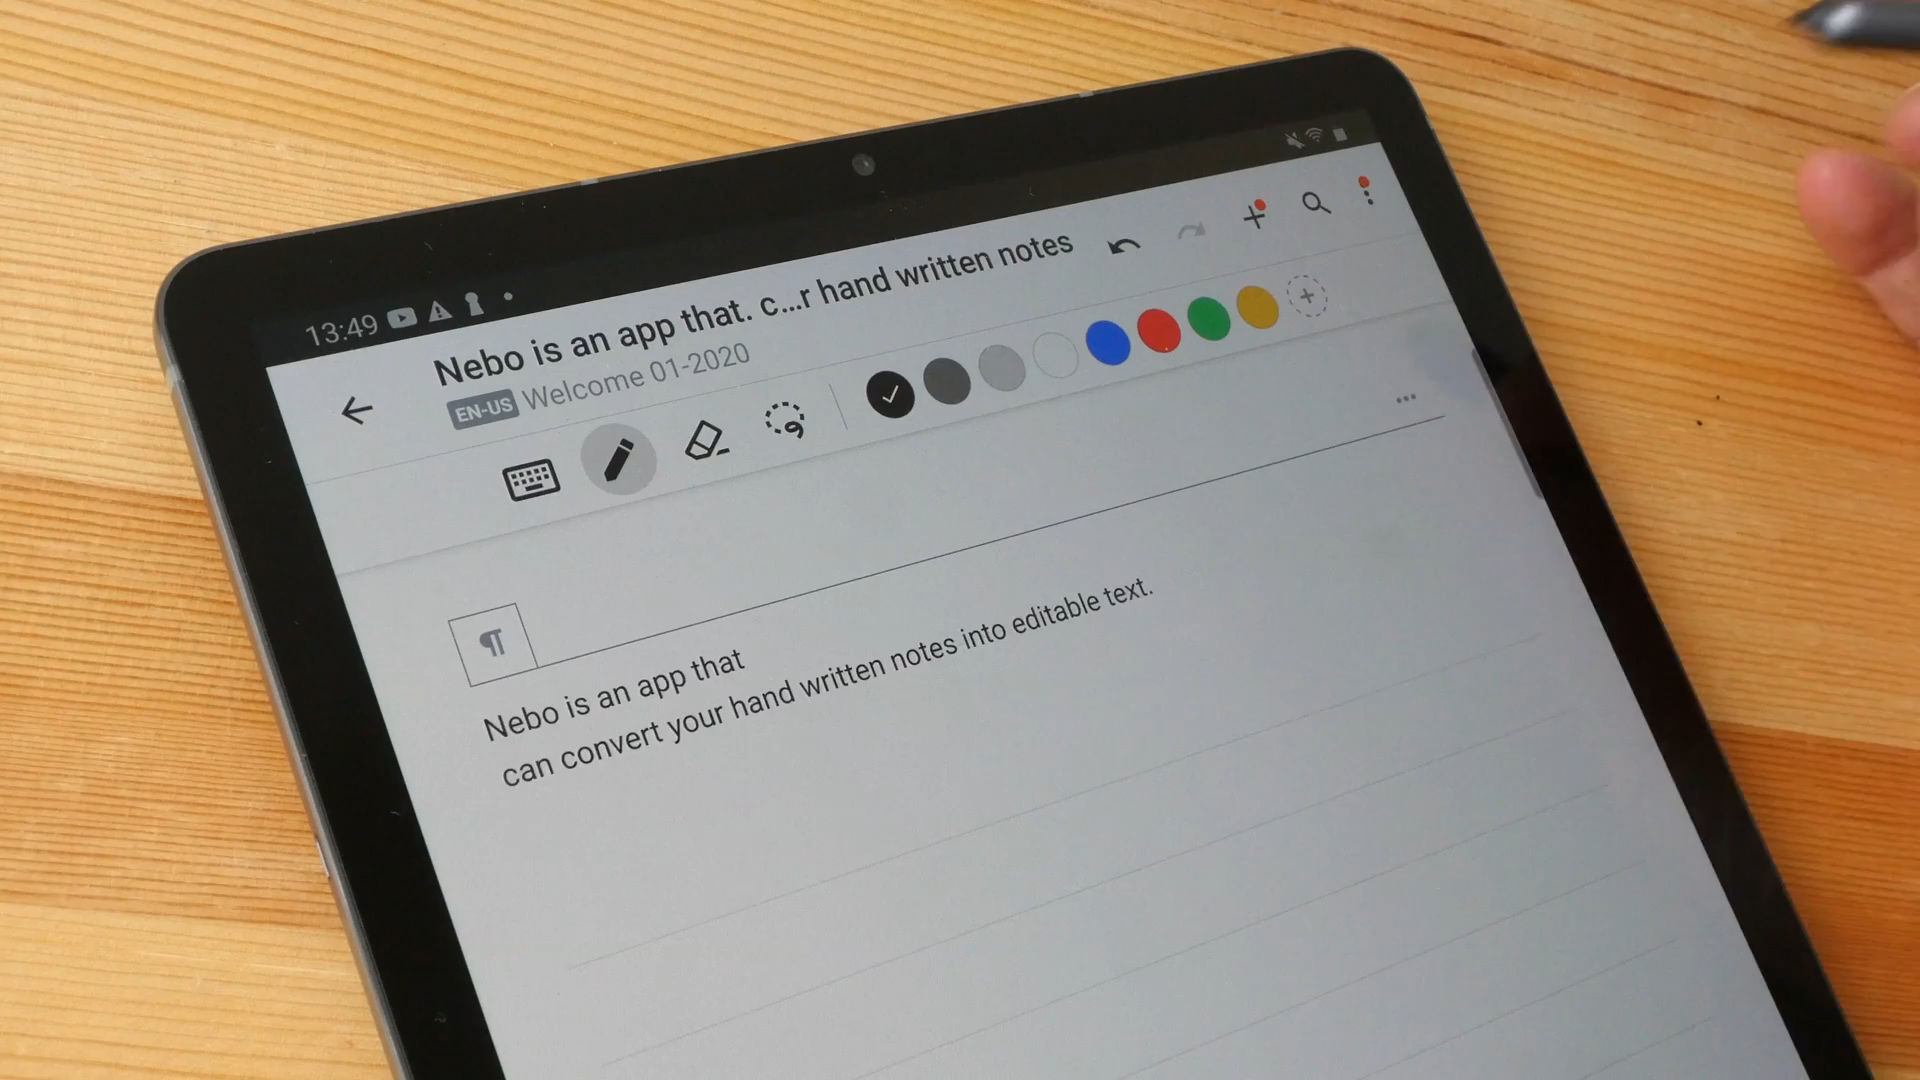 13:49
Nebo is an app that. c...r hand written notes
EN-US Welcome 01-2020
¶
Nebo is an app that
can convert your hand written notes into editable text.